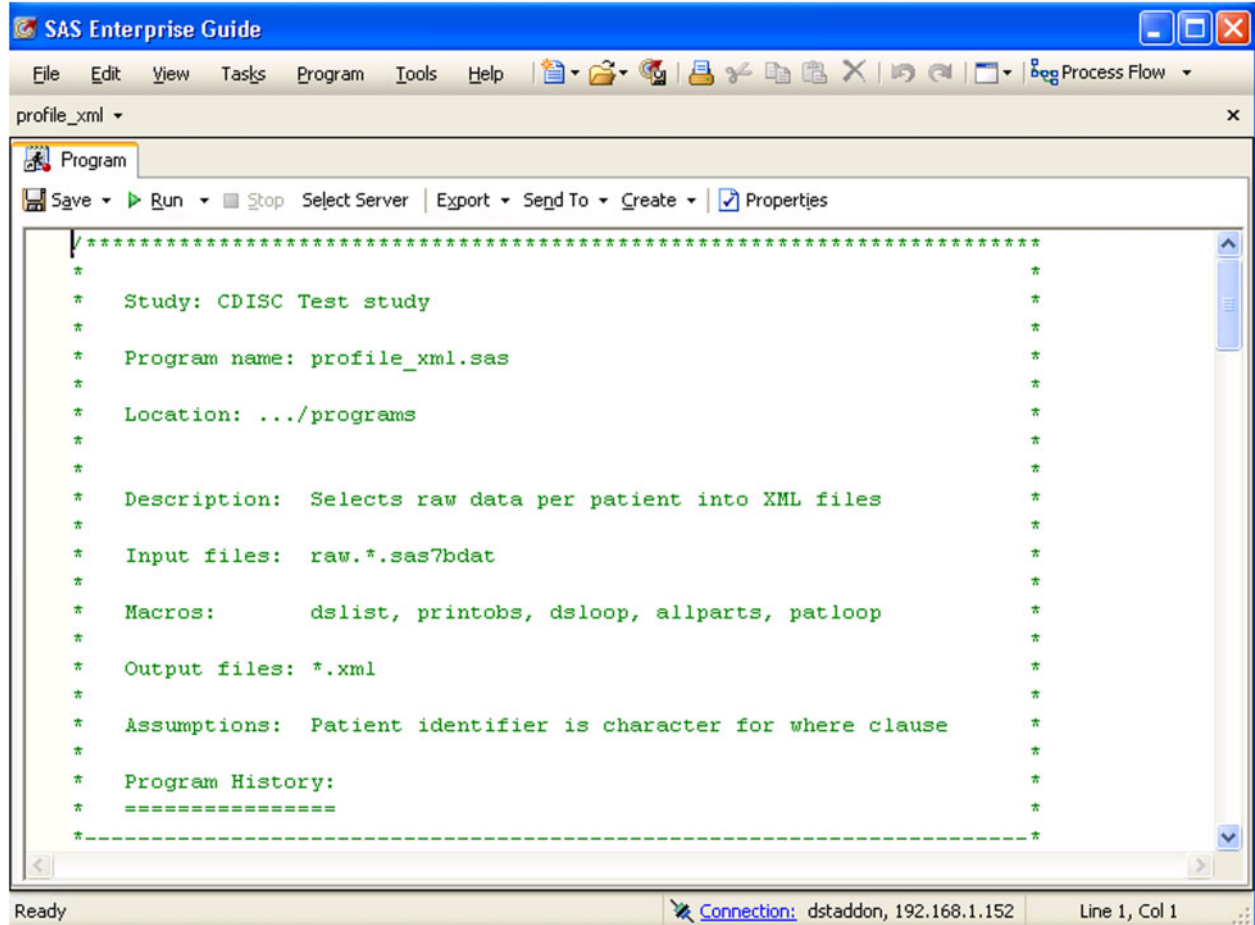 SAS Enterprise Guide
File Edit View Tasks Program Tools Help Process Flow
profile_xml
Program
Save Run Stop Select Server Export Send To Create Properties
/*************************************************************************
* *
* Study: CDISC Test study *
* *
* Program name: profile_xml.sas *
* *
* Location: .../programs *
* *
* *
* Description: Selects raw data per patient into XML files *
* *
* Input files: raw.*.sas7bdat *
* *
* Macros: dslist, printobs, dsloop, allparts, patloop *
* *
* Output files: *.xml *
* *
* Assumptions: Patient identifier is character for where clause *
* *
* Program History: *
* ================ *
*-----------------------------------------------------------------------*
Ready Connection: dstaddon, 192.168.1.152 Line 1, Col 1